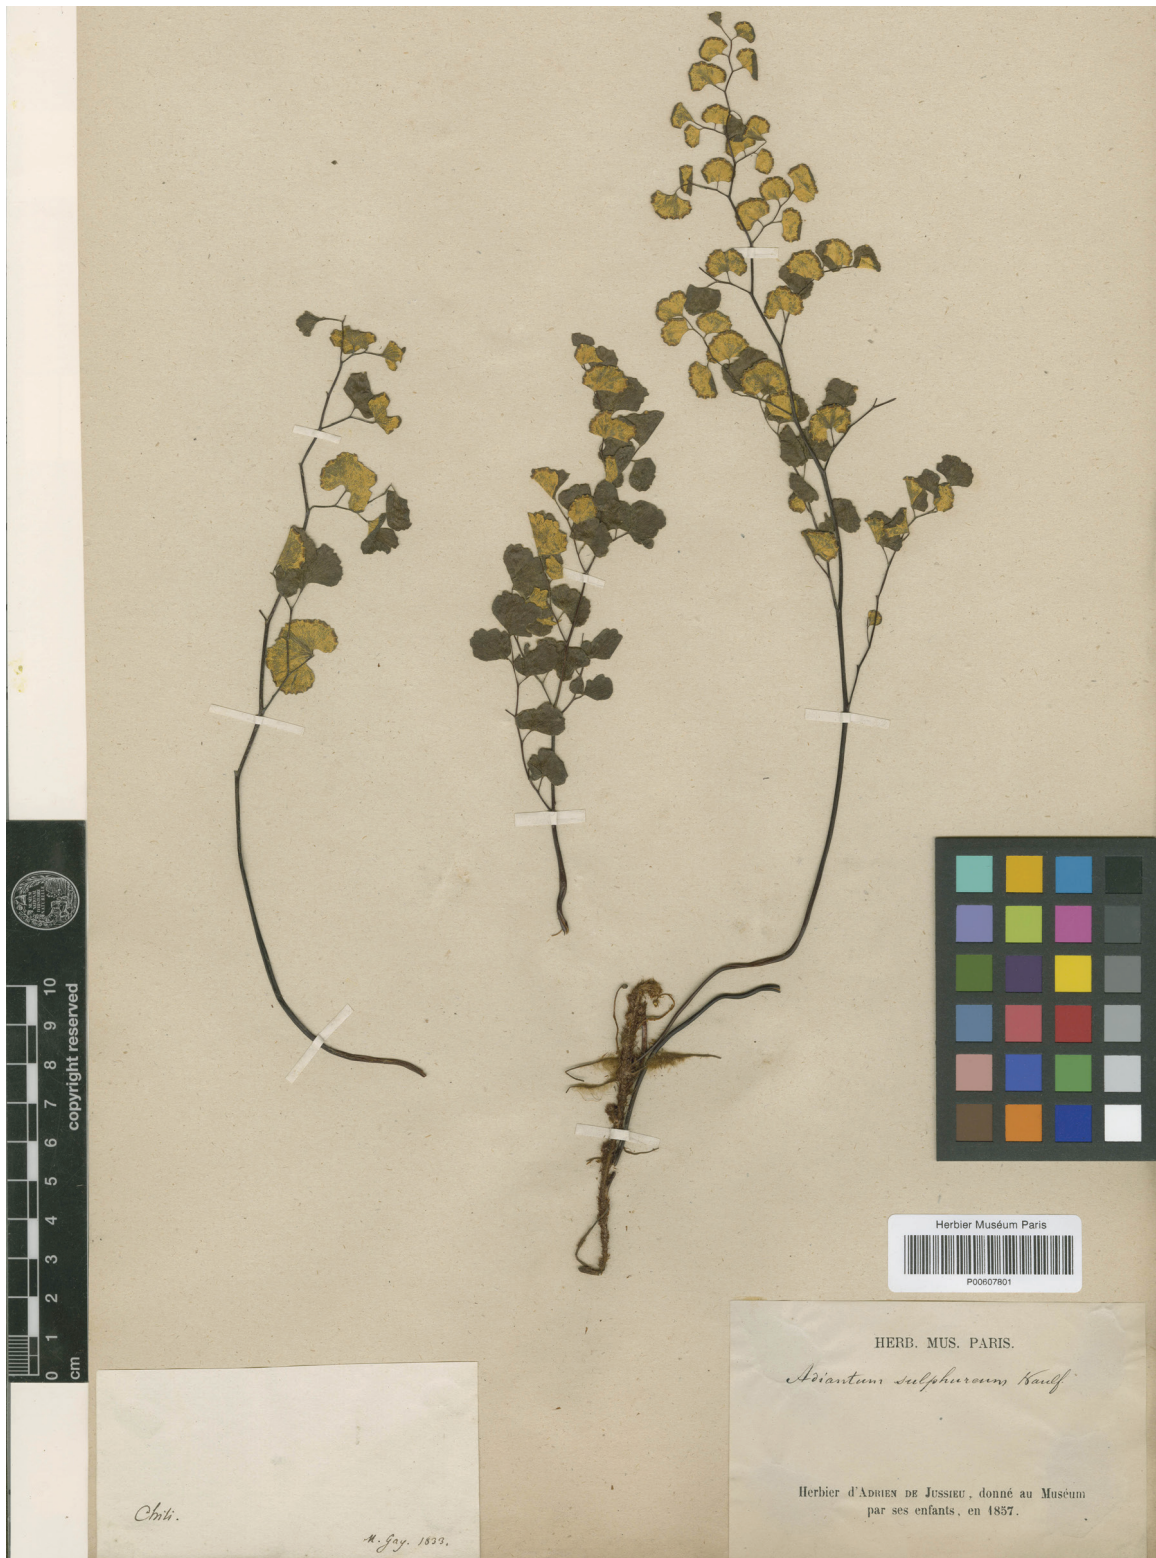 10
9
8
7
6
5
4
3
2
1
0
cm
copyright reserved
Herbier Muséum Paris
P00607801
HERB. MUS. PARIS.
Adiantum sulphureum Kaulf.
Herbier d'ADRIEN DE JUSSIEU, donné au Muséum
par ses enfants, en 1857.
Chili.
M. Gay. 1833.